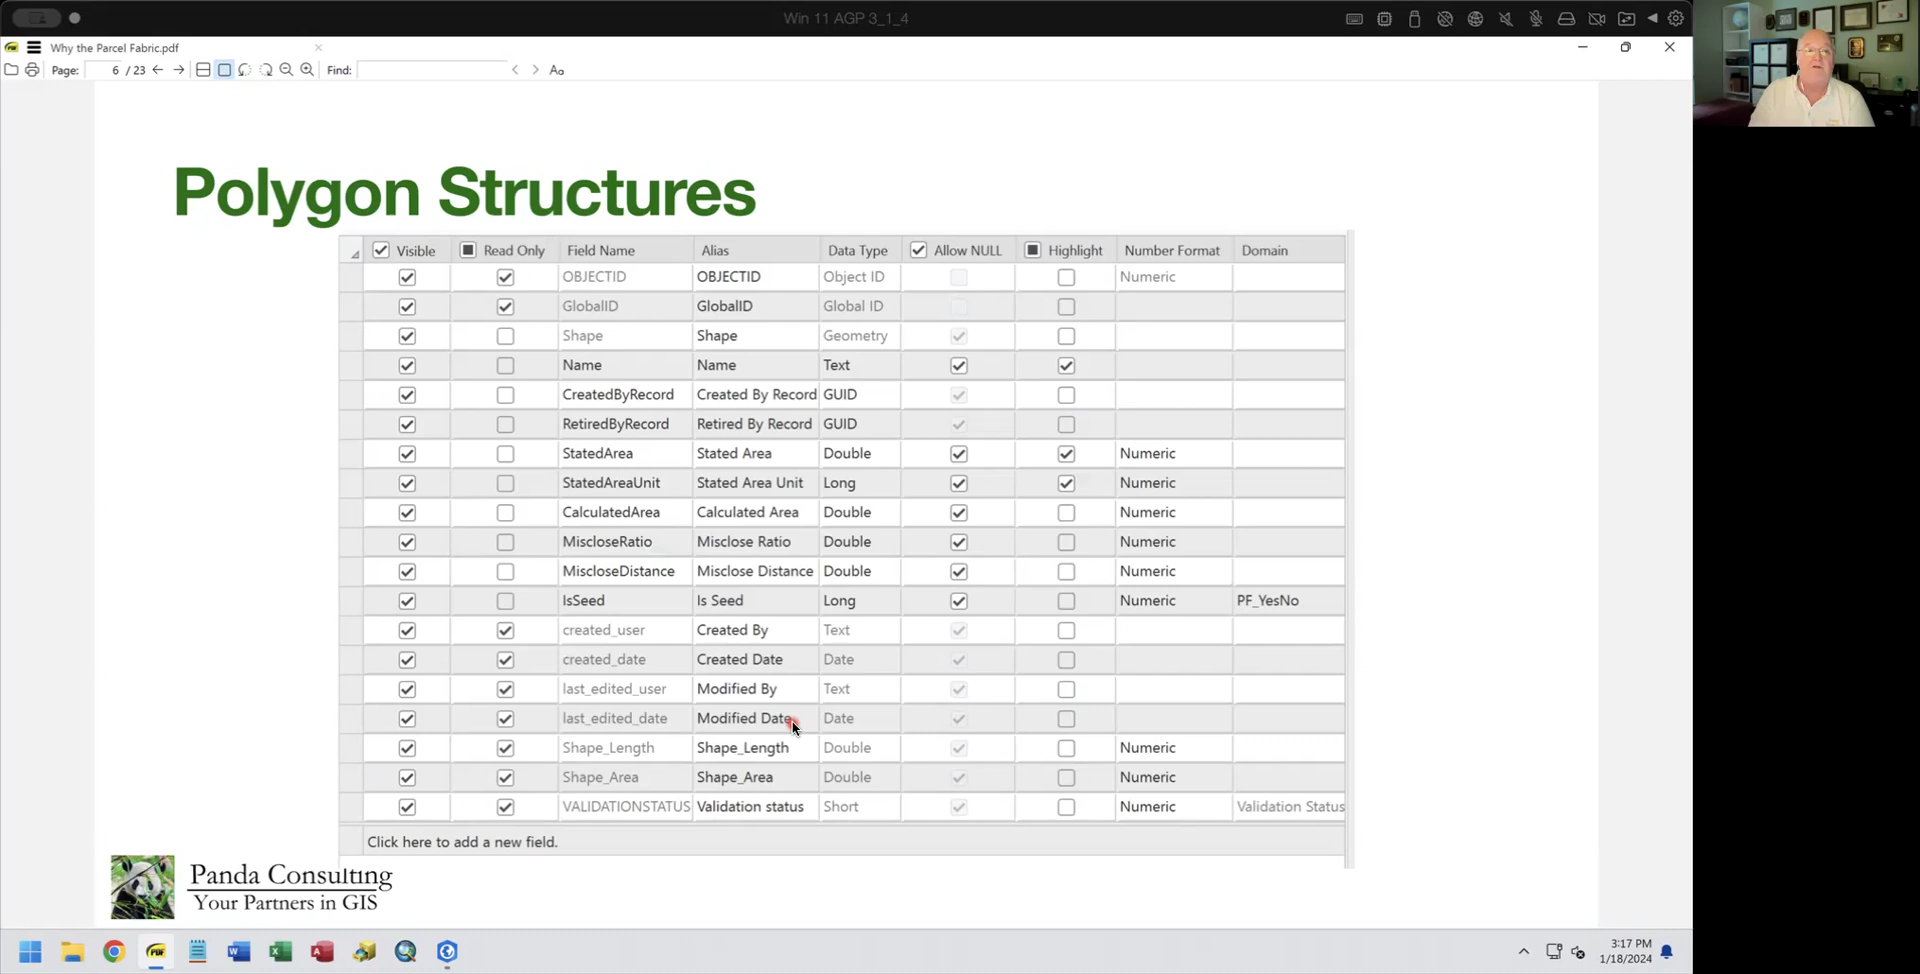 Win 11 AGP 3_1_4
Why the Parcel Fabric.pdf
Page: 6 / 23 Find: Aa
Polygon Structures
Visible Read Only Field Name Alias Data Type Allow NULL Highlight Number Format Domain
OBJECTID OBJECTID Object ID Numeric
GlobalID GlobalID Global ID
Shape Shape Geometry
Name Name Text
CreatedByRecord Created By Record GUID
RetiredByRecord Retired By Record GUID
StatedArea Stated Area Double Numeric
StatedAreaUnit Stated Area Unit Long Numeric
CalculatedArea Calculated Area Double Numeric
MiscloseRatio Misclose Ratio Double Numeric
MiscloseDistance Misclose Distance Double Numeric
IsSeed Is Seed Long Numeric PF_YesNo
created_user Created By Text
created_date Created Date Date
last_edited_user Modified By Text
last_edited_date Modified Date Date
Shape_Length Shape_Length Double Numeric
Shape_Area Shape_Area Double Numeric
VALIDATIONSTATUS Validation status Short Numeric Validation Status
Click here to add a new field.
Panda Consulting
Your Partners in GIS
PDF
3:17 PM
1/18/2024